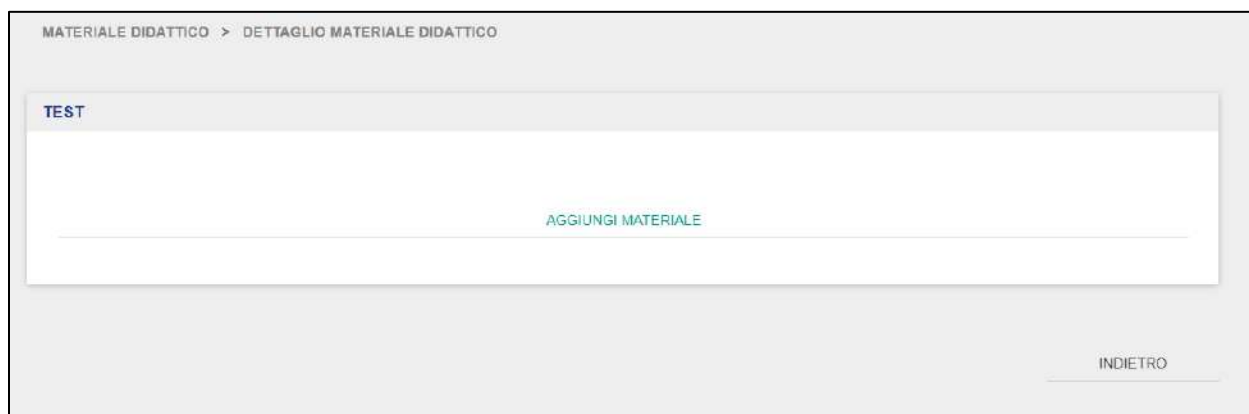 MATERIALE DIDATTICO > DETTAGLIO MATERIALE DIDATTICO
TEST
AGGIUNGI MATERIALE
INDIETRO